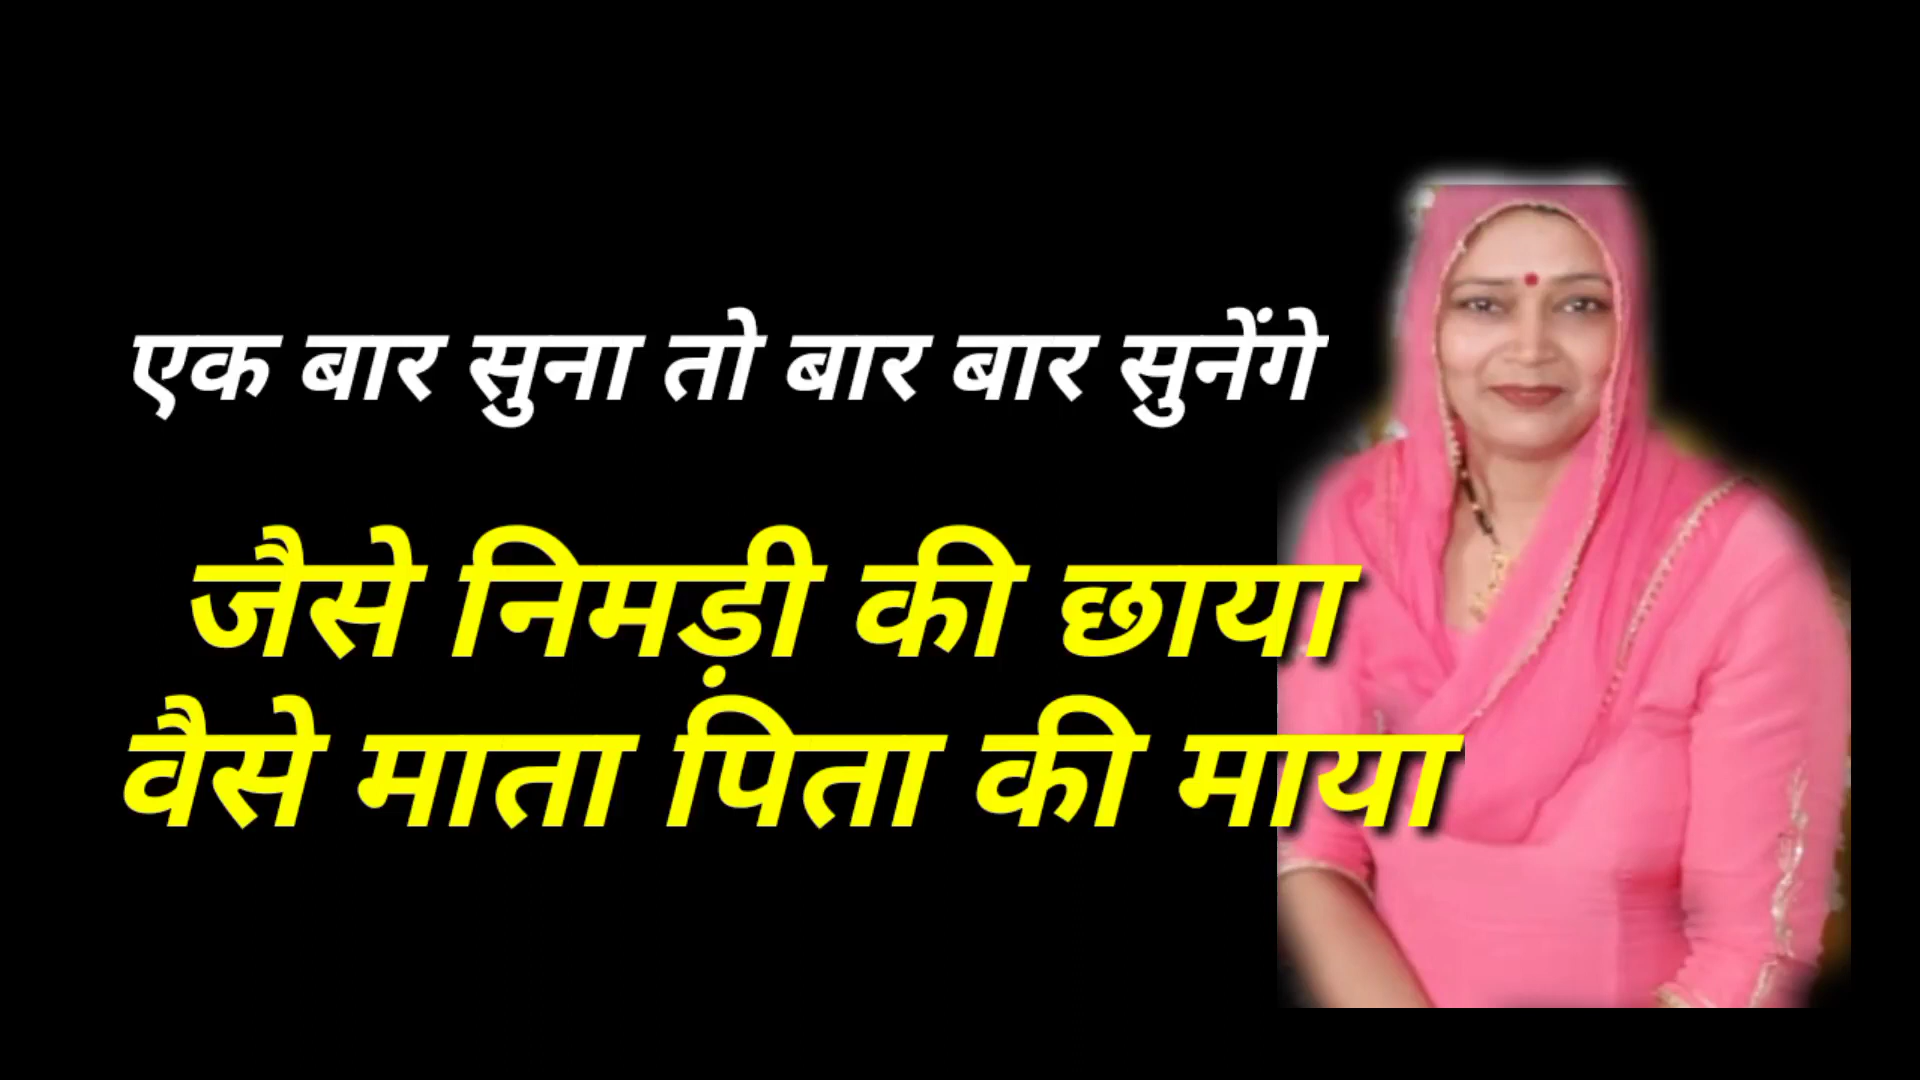 एक बार सुना तो बार बार सुनेंगे
जैसे निमड़ी की छाया
वैसे माता पिता की माया